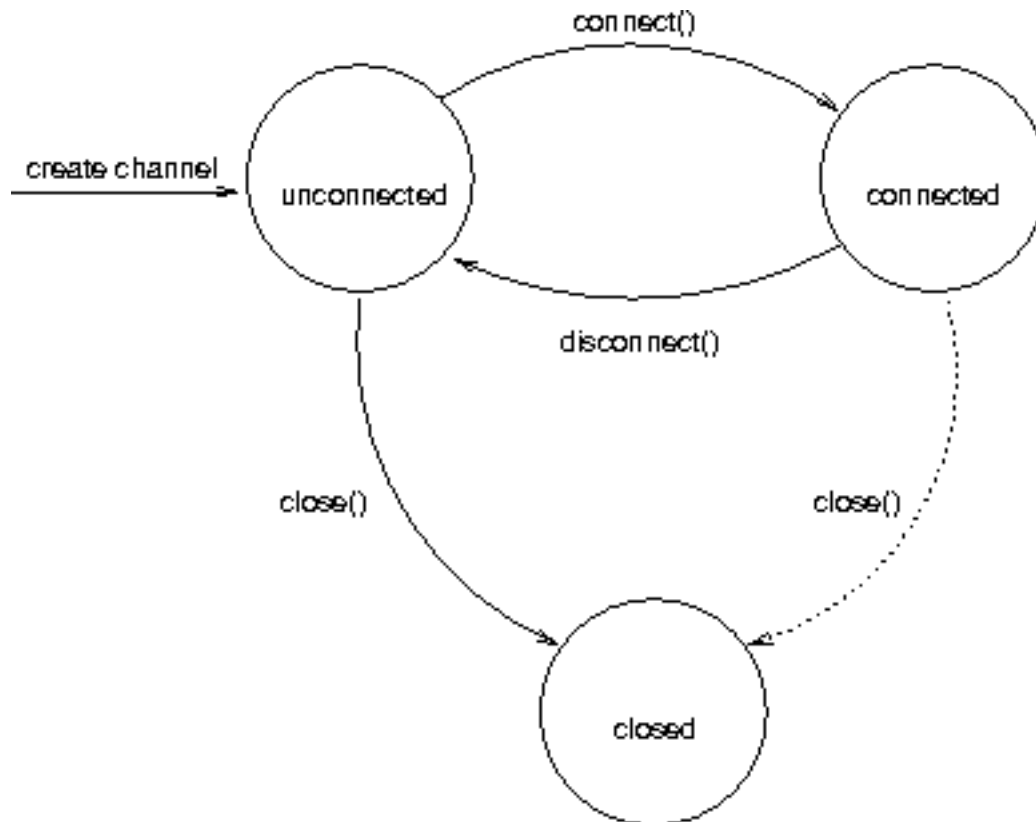 connect()
create channel
unconnected
connected
disconnect()
close()
close()
closed